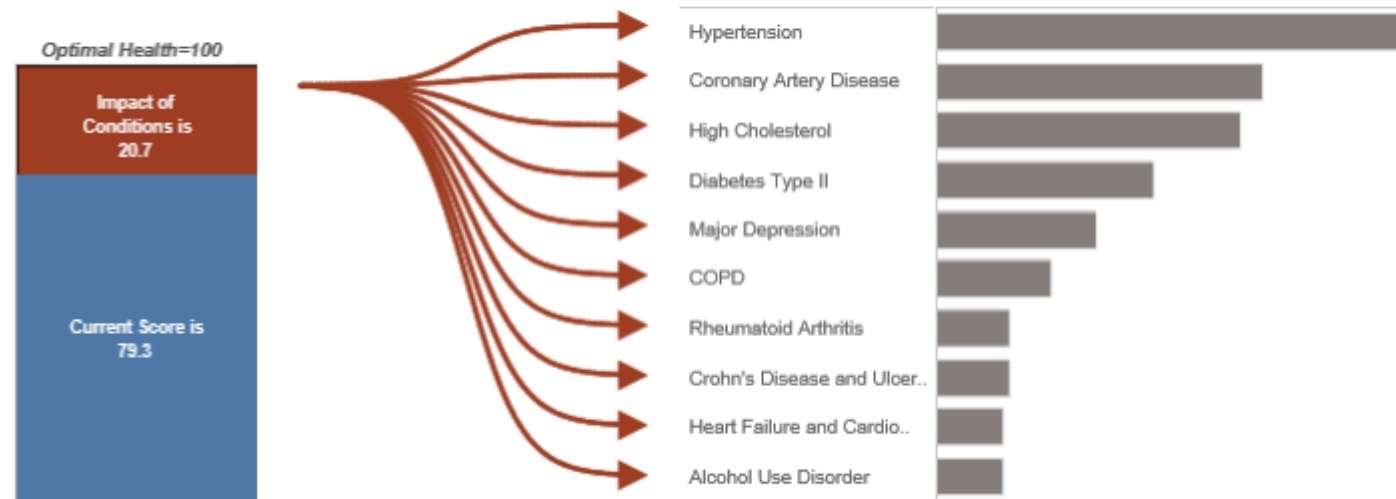 Optimal Health=100
Impact of
Conditions is
20.7
Current Score is
79.3
Hypertension
Coronary Artery Disease
High Cholesterol
Diabetes Type II
Major Depression
COPD
Rheumatoid Arthritis
Crohn's Disease and Ulcer..
Heart Failure and Cardio..
Alcohol Use Disorder